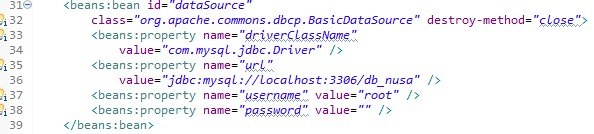 31 <beans:bean id="dataSource"
32 class="org.apache.commons.dbcp.BasicDataSource" destroy-method="close">
33 <beans:property name="driverClassName"
34 value="com.mysql.jdbc.Driver" />
35 <beans:property name="url"
36 value="jdbc:mysql://localhost:3306/db_nusa" />
37 <beans:property name="username" value="root" />
38 <beans:property name="password" value="" />
39 </beans:bean>